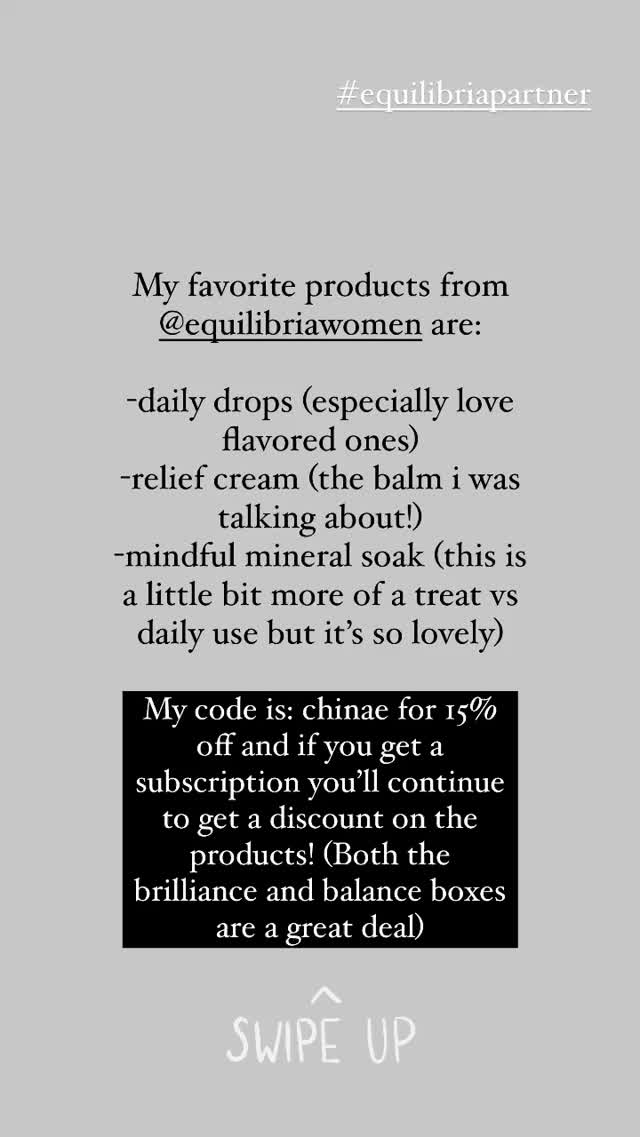 #equilibriapartner
My favorite products from
@equilibriawomen are:
-daily drops (especially love
flavored ones)
-relief cream (the balm i was
talking about!)
-mindful mineral soak (this is
a little bit more of a treat vs
daily use but it’s so lovely)
My code is: chinae for 15%
off and if you get a
subscription you’ll continue
to get a discount on the
products! (Both the
brilliance and balance boxes
are a great deal)
SWIPE UP